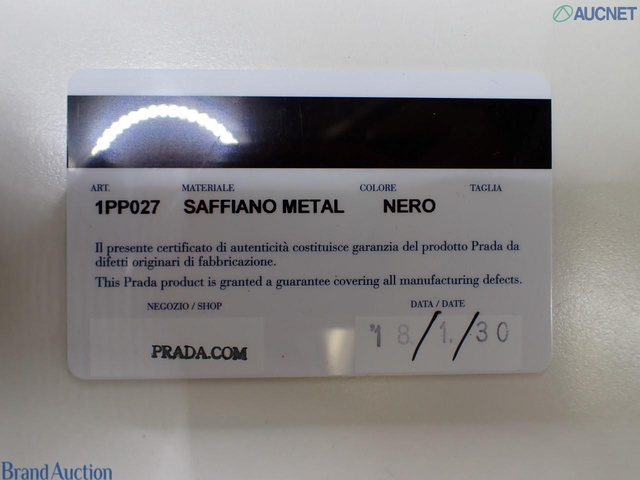 AUCNET
ART. MATERIALE COLORE TAGLIA
1PP027 SAFFIANO METAL NERO
Il presente certificato di autenticità costituisce garanzia del prodotto Prada da
difetti originari di fabbricazione.
This Prada product is granted a guarantee covering all manufacturing defects.
NEGOZIO / SHOP DATA / DATE
PRADA.COM '18/1./30
Brand Auction